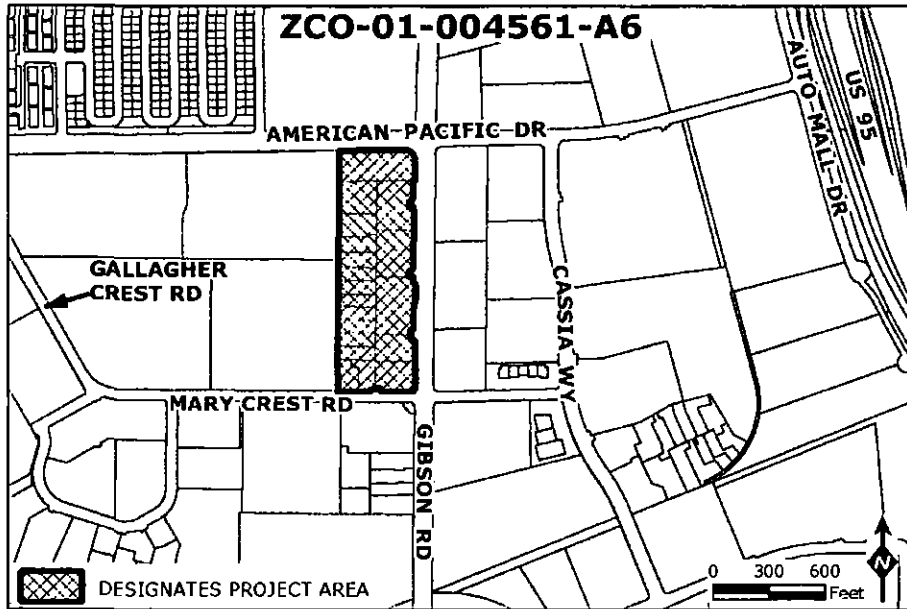 ZCO-01-004561-A6
AMERICAN-PACIFIC-DR
AUTO-MALL-DR
US 95
GALLAGHER
CREST RD
CASSIA WY
MARY CREST RD
GIBSON RD
DESIGNATES PROJECT AREA
0 300 600
Feet
N